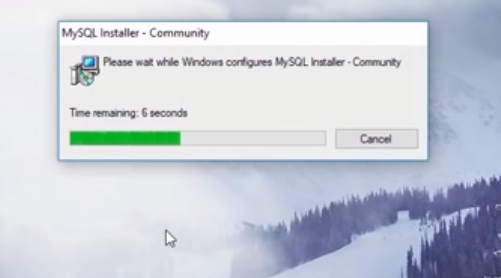 MySQL Installer - Community
Please wait while Windows configures MySQL Installer - Community
Time remaining: 6 seconds
Cancel